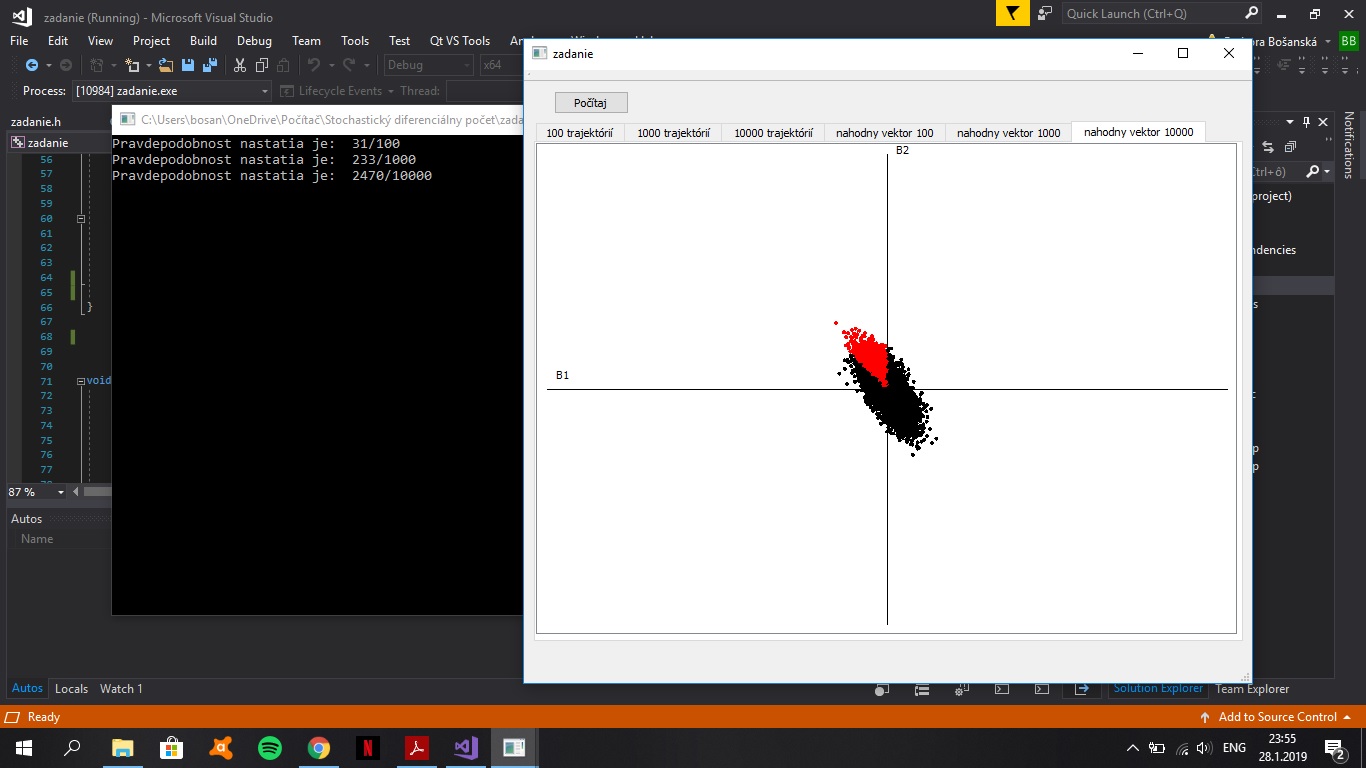 zadanie (Running) - Microsoft Visual Studio
Quick Launch (Ctrl+Q)
File Edit View Project Build Debug Team Tools Test Qt VS Tools
Bošanská BB
Debug x64
Process: [10984] zadanie.exe Lifecycle Events Thread:
zadanie.h
zadanie
56
57
58
59
60
61
62
63
64
65
66 }
67
68
69
70
71 void
72
73
74
75
76
77
87 %
C:\Users\bosan\OneDrive\Počítač\Stochastický diferenciálny počet\zada
Pravdepodobnost nastatia je: 31/100
Pravdepodobnost nastatia je: 233/1000
Pravdepodobnost nastatia je: 2470/10000
zadanie
Počítaj
100 trajektórií 1000 trajektórií 10000 trajektórií nahodny vektor 100 nahodny vektor 1000 nahodny vektor 10000
B2
B1
Notifications
Ctrl+ô)
project)
ndencies
Autos
Name
Autos Locals Watch 1
Solution Explorer Team Explorer
Ready
Add to Source Control
ENG
23:55
28.1.2019
2